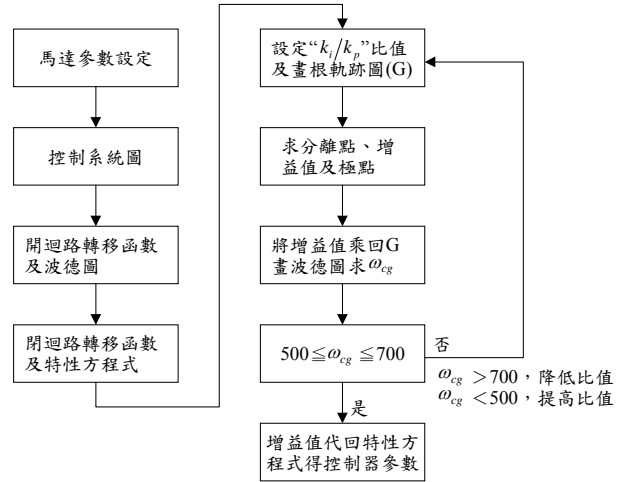 馬達參數設定
控制系統圖
開迴路轉移函數
及波德圖
閉迴路轉移函數
及特性方程式
設定“kᵢ/kₚ”比值
及畫根軌跡圖(G)
求分離點、增
益值及極點
將增益值乘回G
畫波德圖求ω_cg
500≦ω_cg≦700
否
ω_cg >700，降低比值
ω_cg <500，提高比值
是
增益值代回特性方
程式得控制器參數